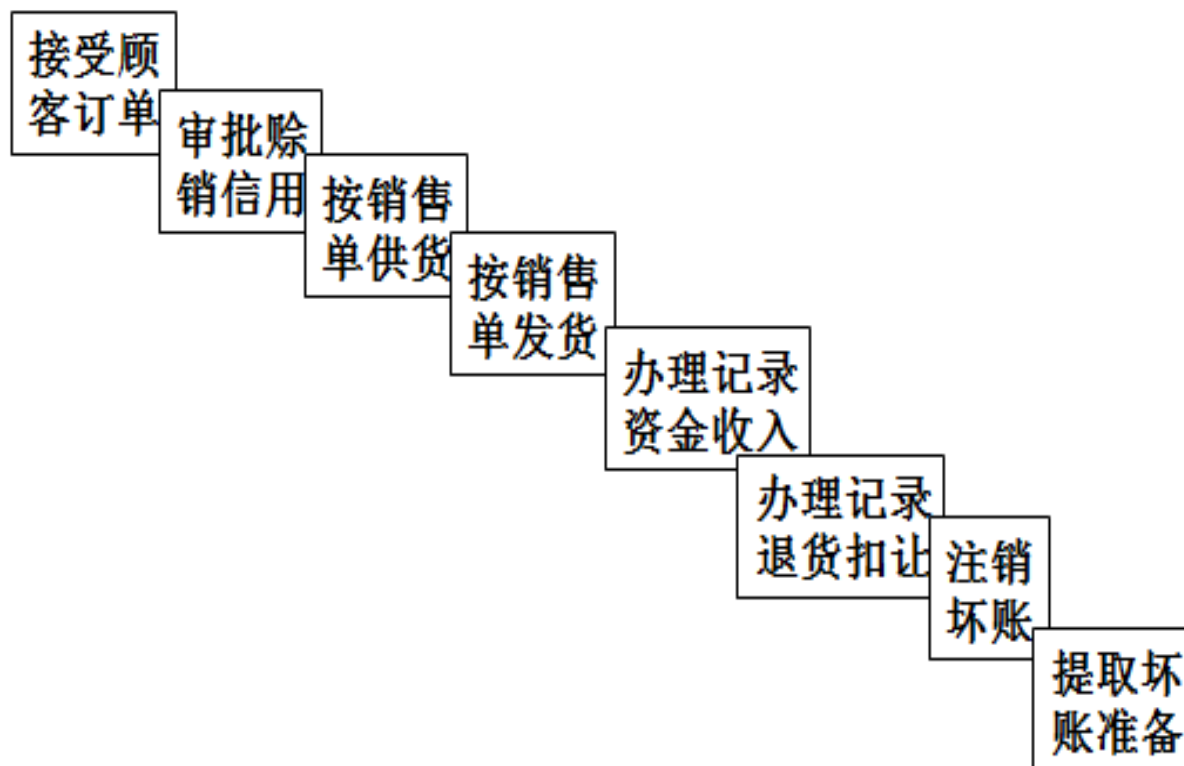 接受顾
客订单
审批赊
销信用
按销售
单供货
按销售
单发货
办理记录
资金收入
办理记录
退货扣让
注销
坏账
提取坏
账准备